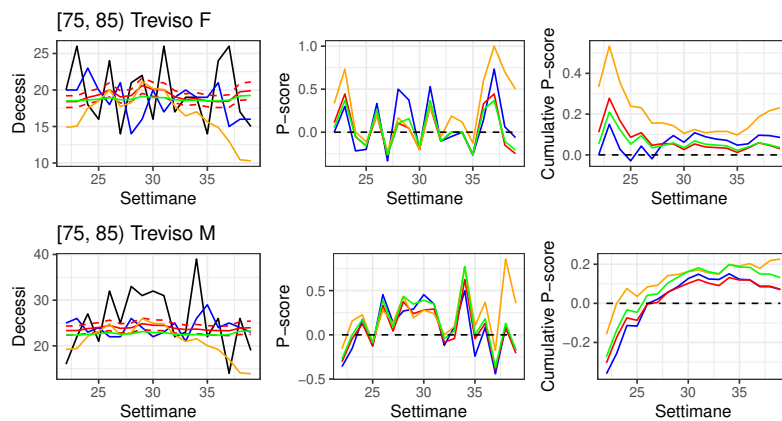 [75, 85) Treviso F
Decessi
25
20
15
10
25 30 35
Settimane
P-score
1.0
0.5
0.0
25 30 35
Settimane
Cumulative P-score
0.4
0.2
0.0
25 30 35
Settimane
[75, 85) Treviso M
Decessi
40
30
20
25 30 35
Settimane
P-score
0.5
0.0
−0.5
25 30 35
Settimane
Cumulative P-score
0.2
0.0
−0.2
25 30 35
Settimane